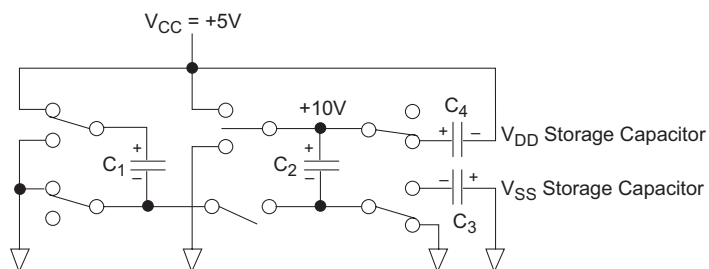 V_CC = +5V
+10V
C_4
+ −
V_DD Storage Capacitor
+
C_1
−
+
C_2
−
− +
V_SS Storage Capacitor
C_3